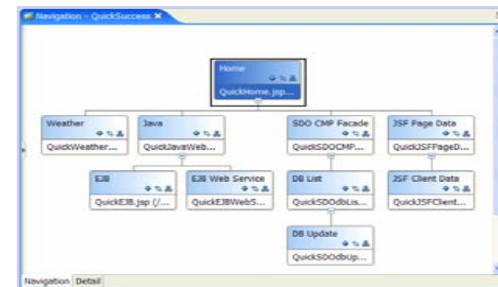 Navigation - QuickSuccess
Home
QuickHome.jsp...
Weather
QuickWeather...
Java
QuickJavaWeb...
SDO CMP Facade
QuickSDOCMP...
JSF Page Data
QuickJSFPageD...
EJB
QuickEJB.jsp (/...
EJB Web Service
QuickEJBWebS...
DB List
QuickSDOdbLis...
JSF Client Data
QuickJSFClient...
DB Update
QuickSDOdbUp...
Navigation Detail